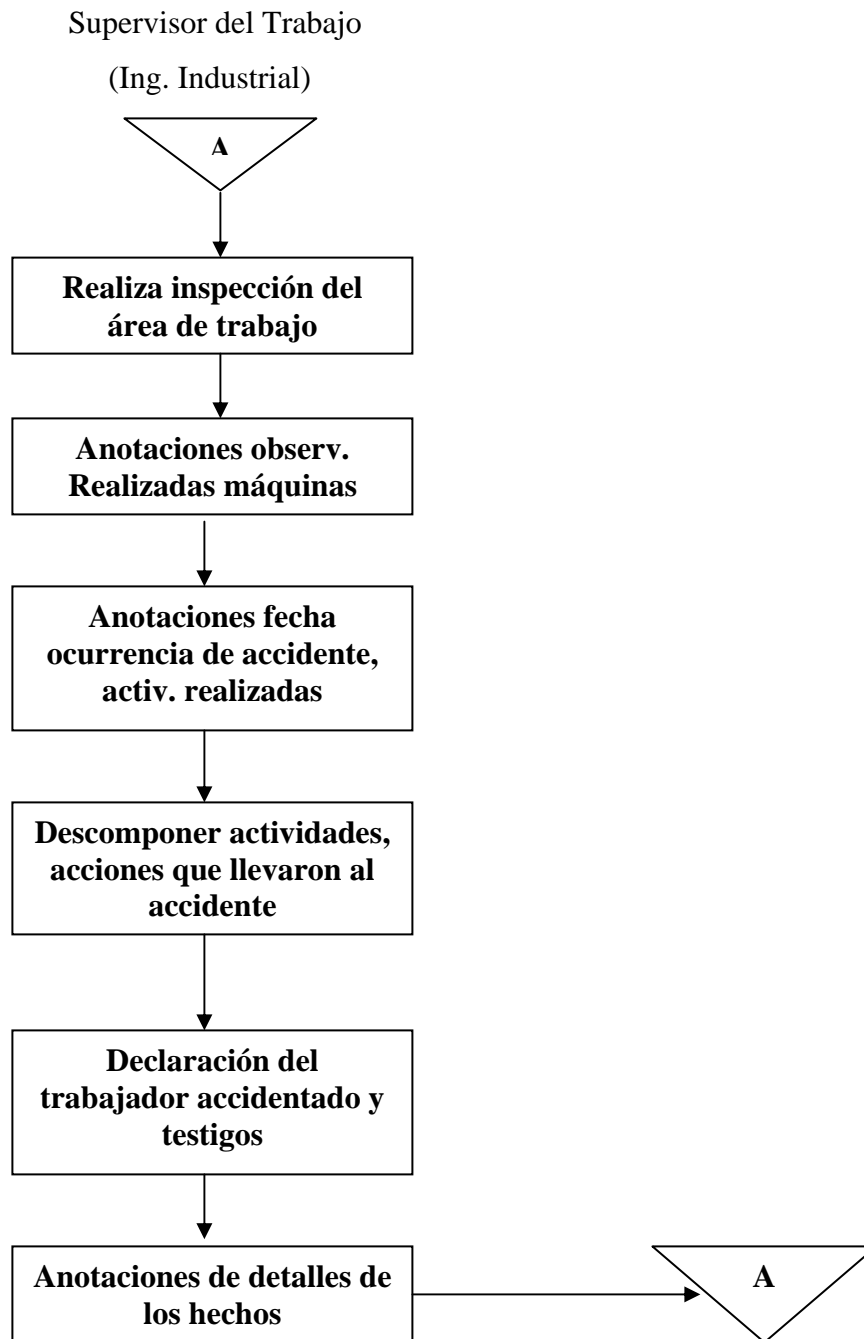 Supervisor del Trabajo
(Ing. Industrial)
A
Realiza inspección del
área de trabajo
Anotaciones observ.
Realizadas máquinas
Anotaciones fecha
ocurrencia de accidente,
activ. realizadas
Descomponer actividades,
acciones que llevaron al
accidente
Declaración del
trabajador accidentado y
testigos
Anotaciones de detalles de
los hechos
A